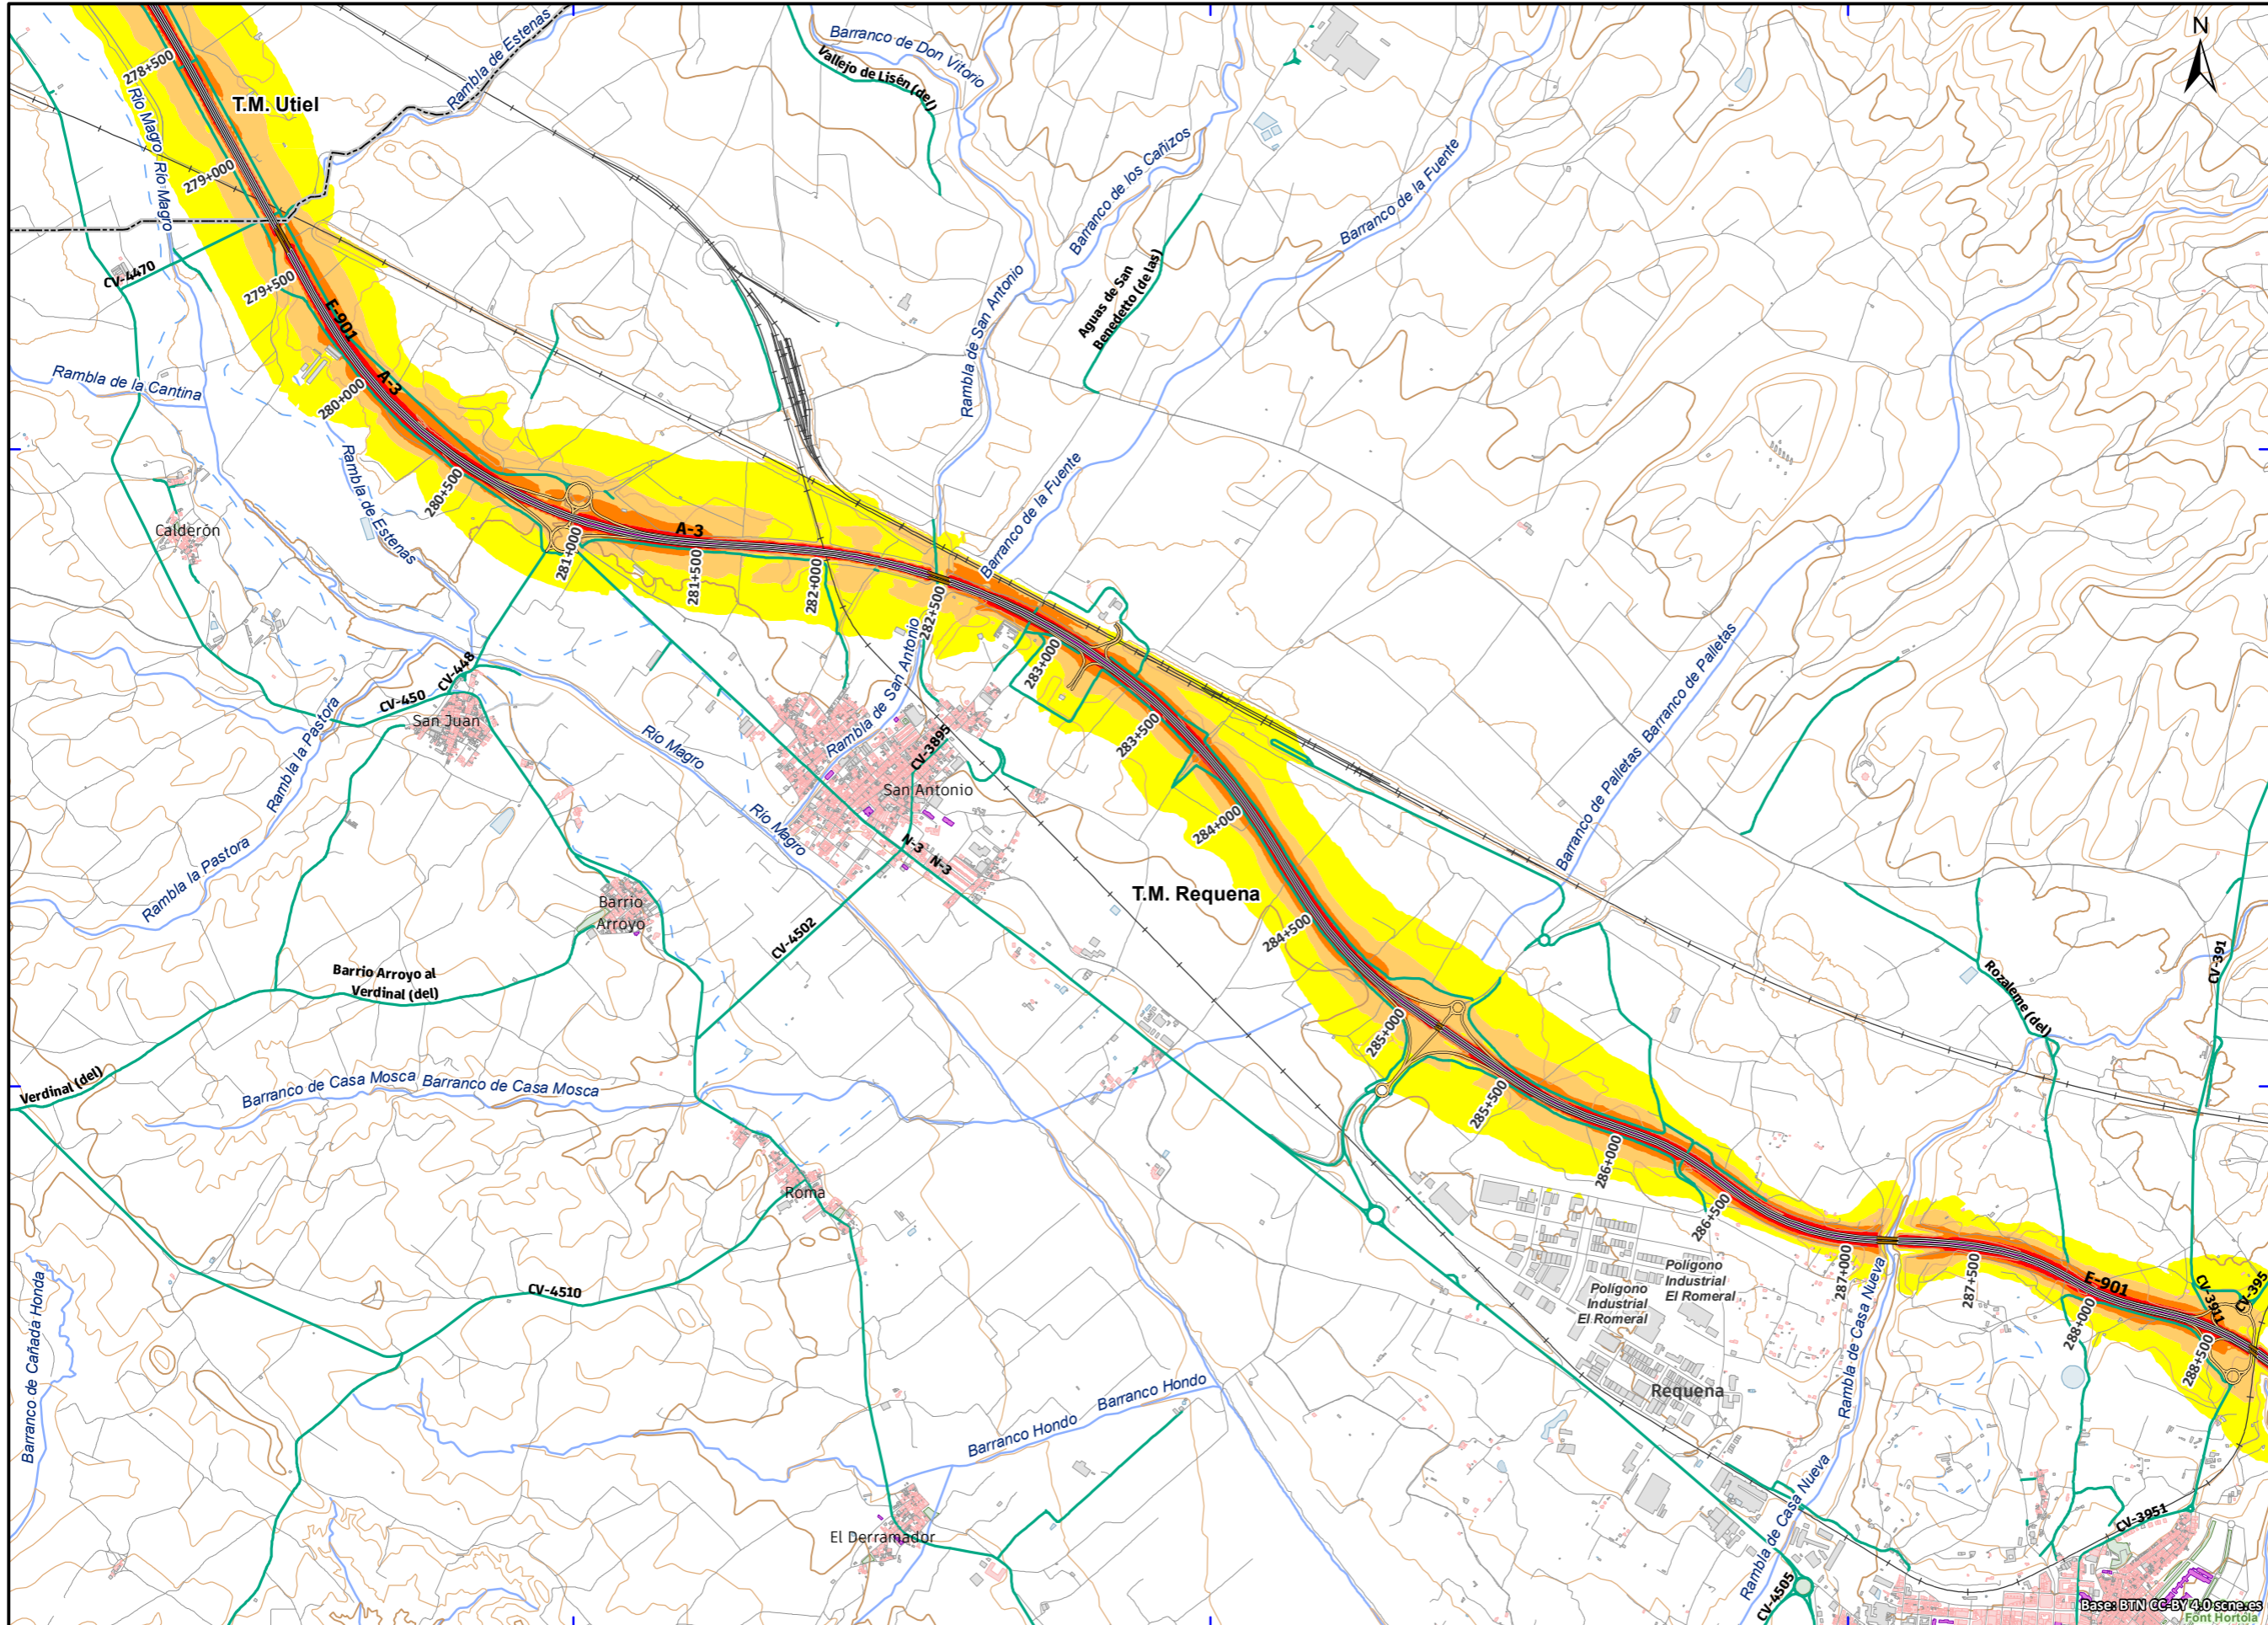 N
Rambla de Estenas
Barranco de Don Vitorio
Vallejo de Lisén (del)
278+500
T.M. Utiel
Río Magro
Río Magro
279+000
Barranco de los Cañizos
Barranco de la Fuente
CV-4470
279+500
E-901
Aguas de San
Benedetto (de las)
Rambla de San Antonio
Rambla de la Cantina
A-3
280+000
Rambla de Estenas
280+500
Barranco de la Fuente
Calderón
A-3
281+000
281+500
282+000
282+500
Rambla de San Antonio
283+000
CV-448
CV-450
San Juan
Rambla la Pastora
Río Magro
Rambla de San Antonio
CV-3895
283+500
Barranco de Palletas
Barranco de Palletas
San Antonio
Río Magro
284+000
Rambla la Pastora
N-3
N-3
T.M. Requena
Barrio
Arroyo
284+500
CV-4502
Barrio Arroyo al
Verdinal (del)
CV-391
Rozaleme (del)
285+000
Verdinal (del)
Barranco de Casa Mosca
Barranco de Casa Mosca
285+500
286+000
Roma
286+500
287+000
287+500
Polígono
Industrial
El Romeral
Polígono
Industrial
El Romeral
E-901
CV-3911
CV-395
288+000
288+500
CV-4510
Barranco de Cañada Honda
Rambla de Casa Nueva
Requena
Barranco Hondo
Barranco Hondo
Rambla de Casa Nueva
El Derramador
CV-3951
CV-4505
Base: BTN CC-BY 4.0 scne.es
Font Hortola